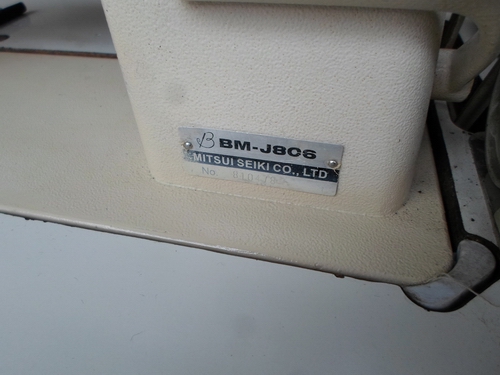 B BM-J806
MITSUI SEIKI CO., LTD
No.